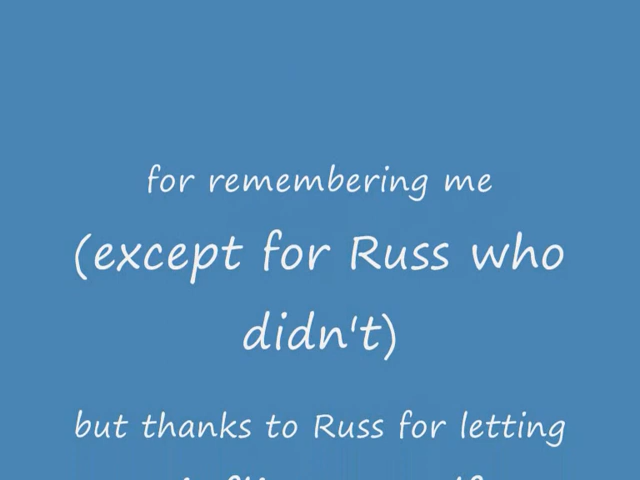 for remembering me
(except for Russ who
didn't)
but thanks to Russ for letting